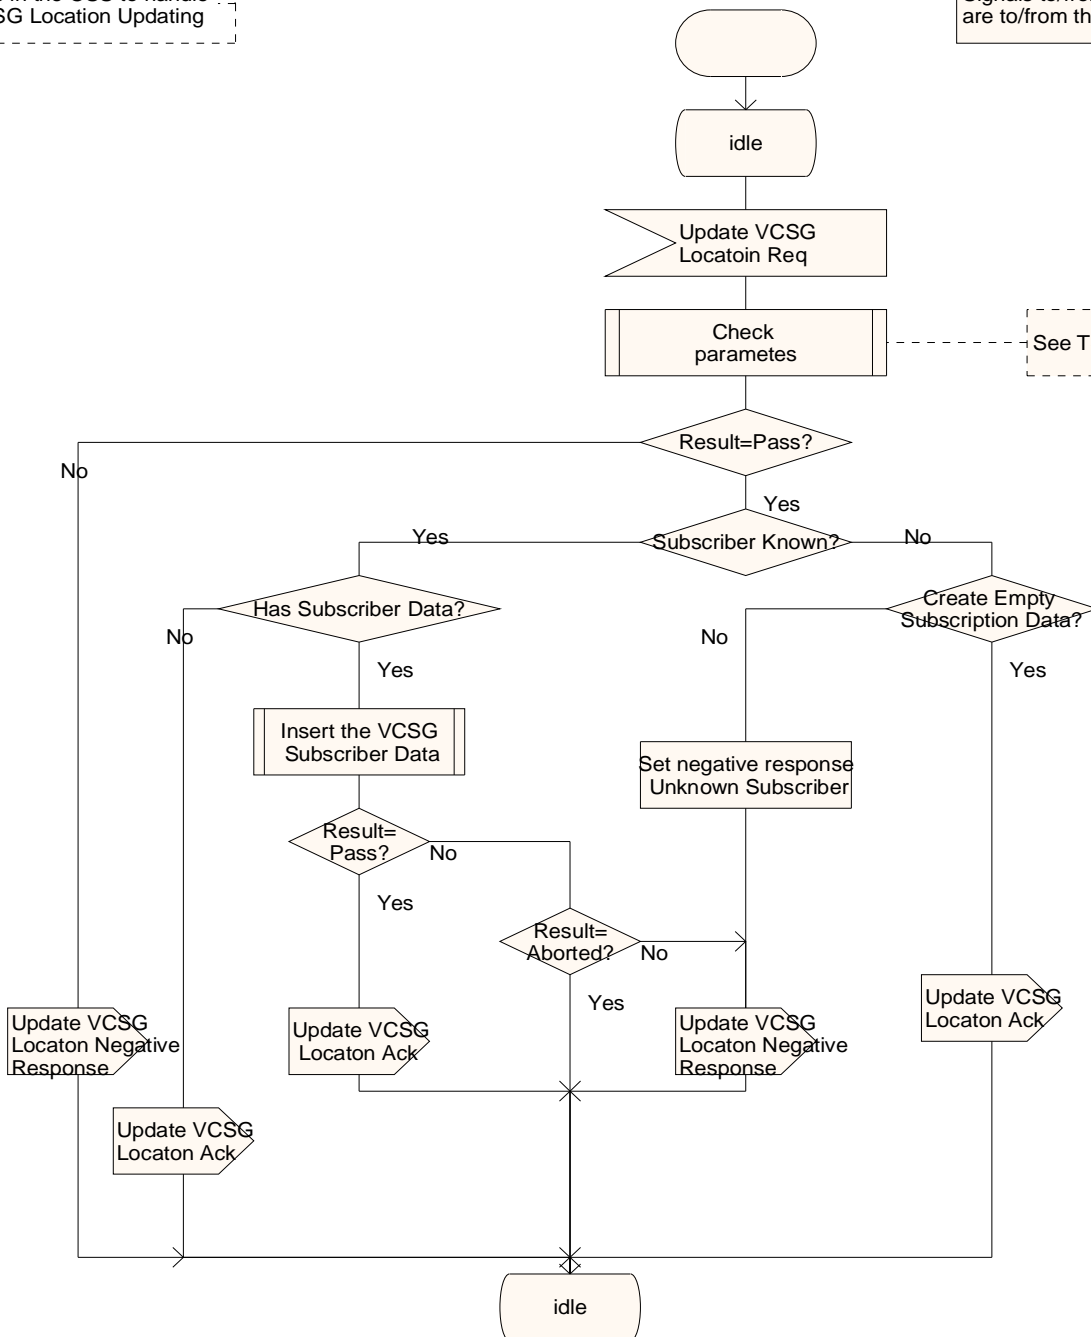 SG Location Updating
are to/from th
idle
Update VCSG
Locatoin Req
Check
parametes
See T
Result=Pass?
No
Yes
Subscriber Known?
Yes
No
Has Subscriber Data?
Create Empty
Subscription Data?
No
No
Yes
Yes
Insert the VCSG
Subscriber Data
Set negative response
Unknown Subscriber
Result=
Pass?
No
Yes
Result=
Aborted?
No
Yes
Update VCSG
Locaton Ack
Update VCSG
Locaton Negative
Response
Update VCSG
Locaton Ack
Update VCSG
Locaton Negative
Response
Update VCSG
Locaton Ack
idle